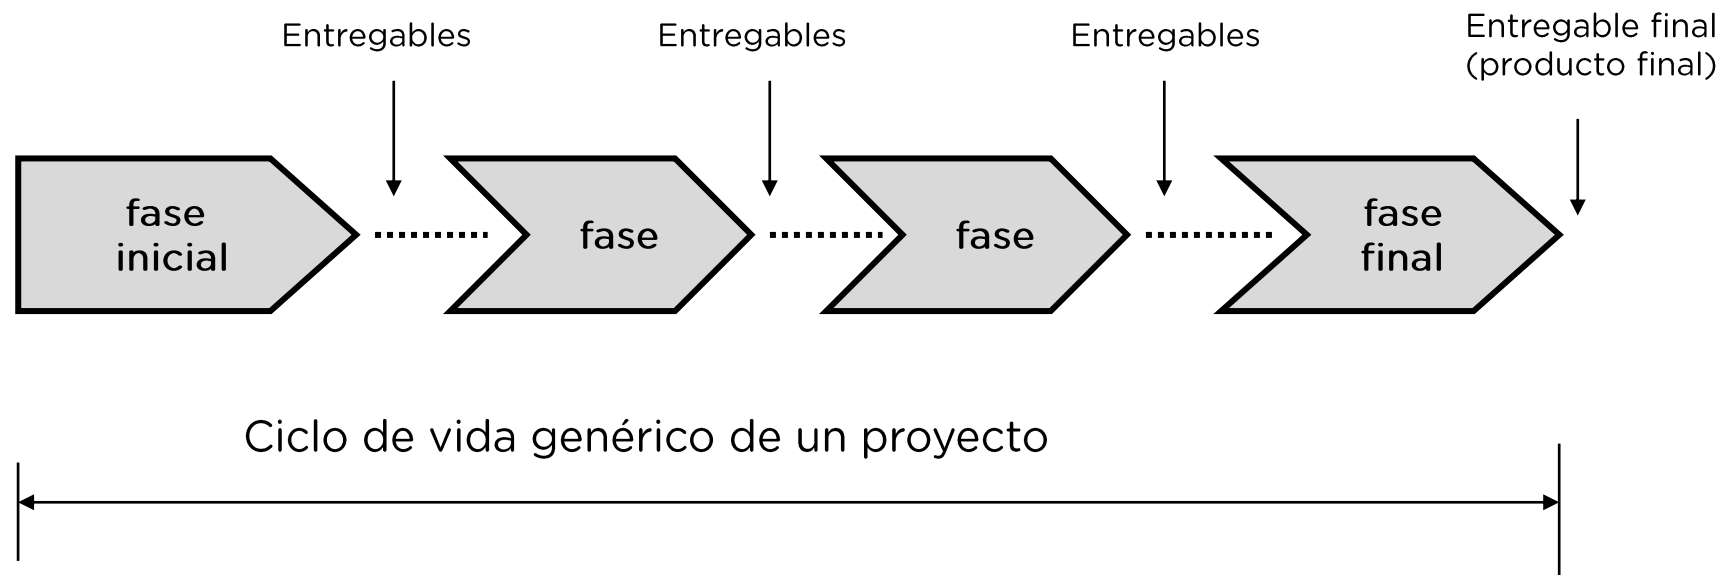 Entregables
Entregables
Entregables
Entregable final
(producto final)
fase
inicial
fase
fase
fase
final
Ciclo de vida genérico de un proyecto